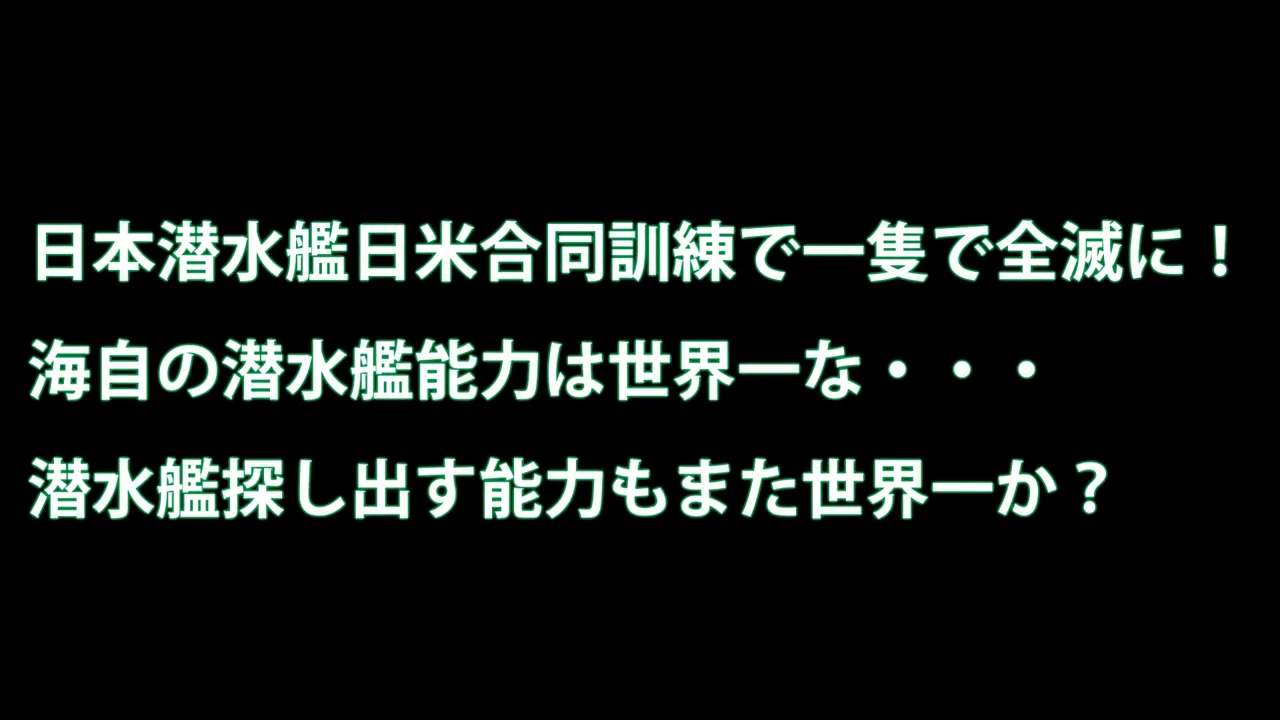 日本潜水艦日米合同訓練で一隻で全滅に！
海自の潜水艦能力は世界一な・・・
潜水艦探し出す能力もまた世界一か？